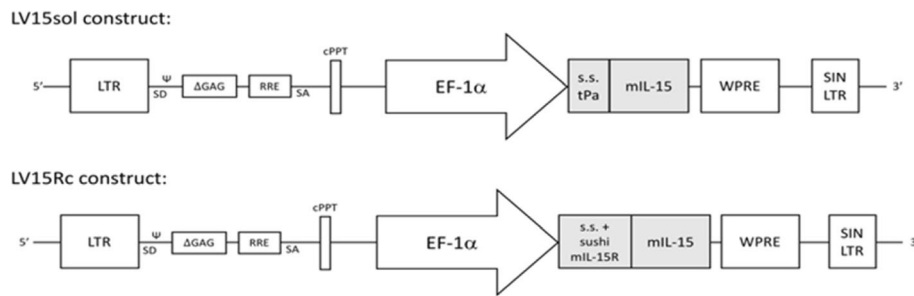 LV15sol construct:
cPPT
5’ LTR Ψ SD ΔGAG RRE SA EF-1α s.s. tPa mIL-15 WPRE SIN LTR 3’
LV15Rc construct:
cPPT
5’ LTR Ψ SD ΔGAG RRE SA EF-1α s.s. + sushi mIL-15R mIL-15 WPRE SIN LTR 3’